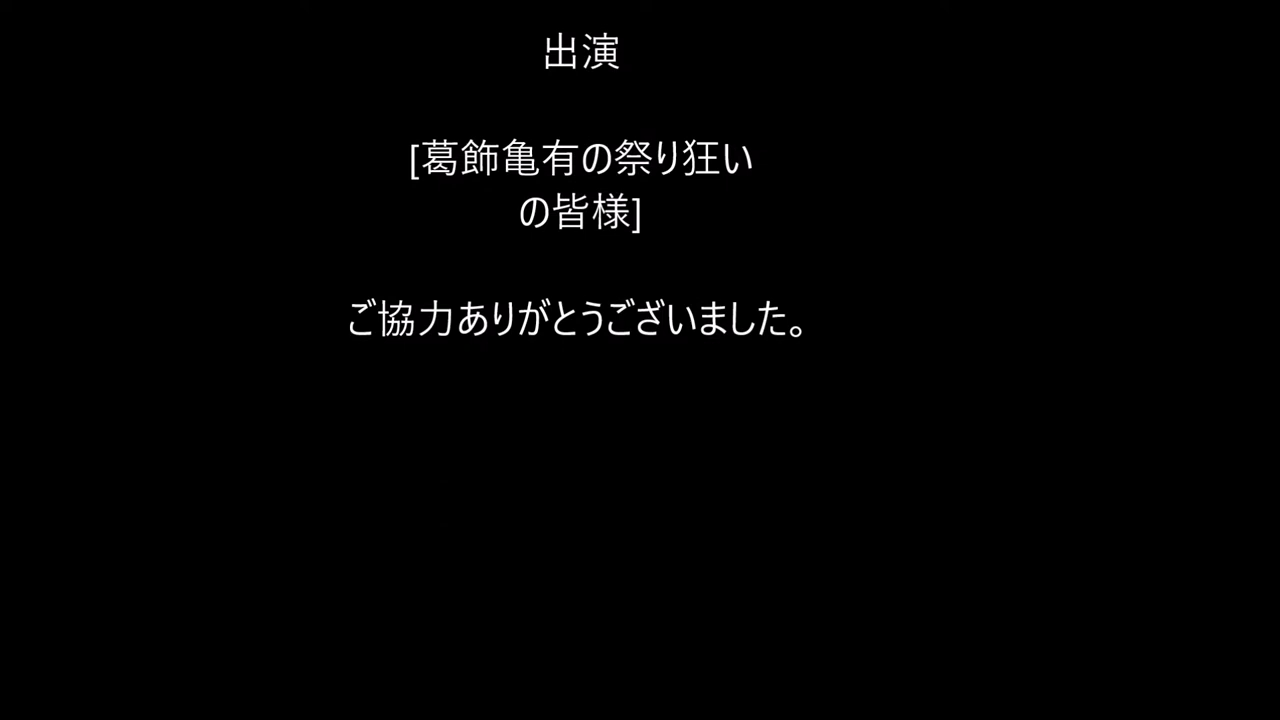 出演
[葛飾亀有の祭り狂い
の皆様]
ご協力ありがとうございました。